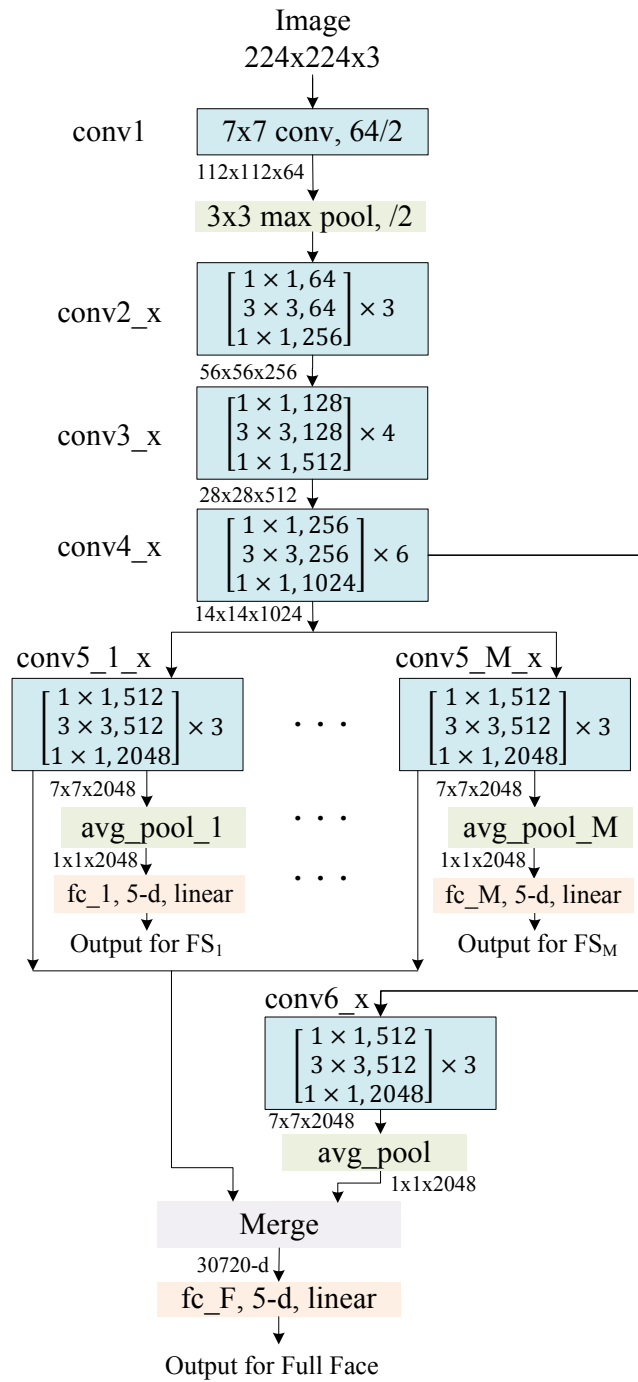 Image
224x224x3
conv1
7x7 conv, 64/2
112x112x64
3x3 max pool, /2
conv2_x
1 × 1, 64
3 × 3, 64
1 × 1, 256
× 3
56x56x256
conv3_x
1 × 1, 128
3 × 3, 128
1 × 1, 512
× 4
28x28x512
conv4_x
1 × 1, 256
3 × 3, 256
1 × 1, 1024
× 6
14x14x1024
conv5_1_x
1 × 1, 512
3 × 3, 512
1 × 1, 2048
× 3
7x7x2048
avg_pool_1
1x1x2048
fc_1, 5-d, linear
Output for FS1
. . .
. . .
. . .
conv5_M_x
1 × 1, 512
3 × 3, 512
1 × 1, 2048
× 3
7x7x2048
avg_pool_M
1x1x2048
fc_M, 5-d, linear
Output for FSM
conv6_x
1 × 1, 512
3 × 3, 512
1 × 1, 2048
× 3
7x7x2048
avg_pool
1x1x2048
Merge
30720-d
fc_F, 5-d, linear
Output for Full Face